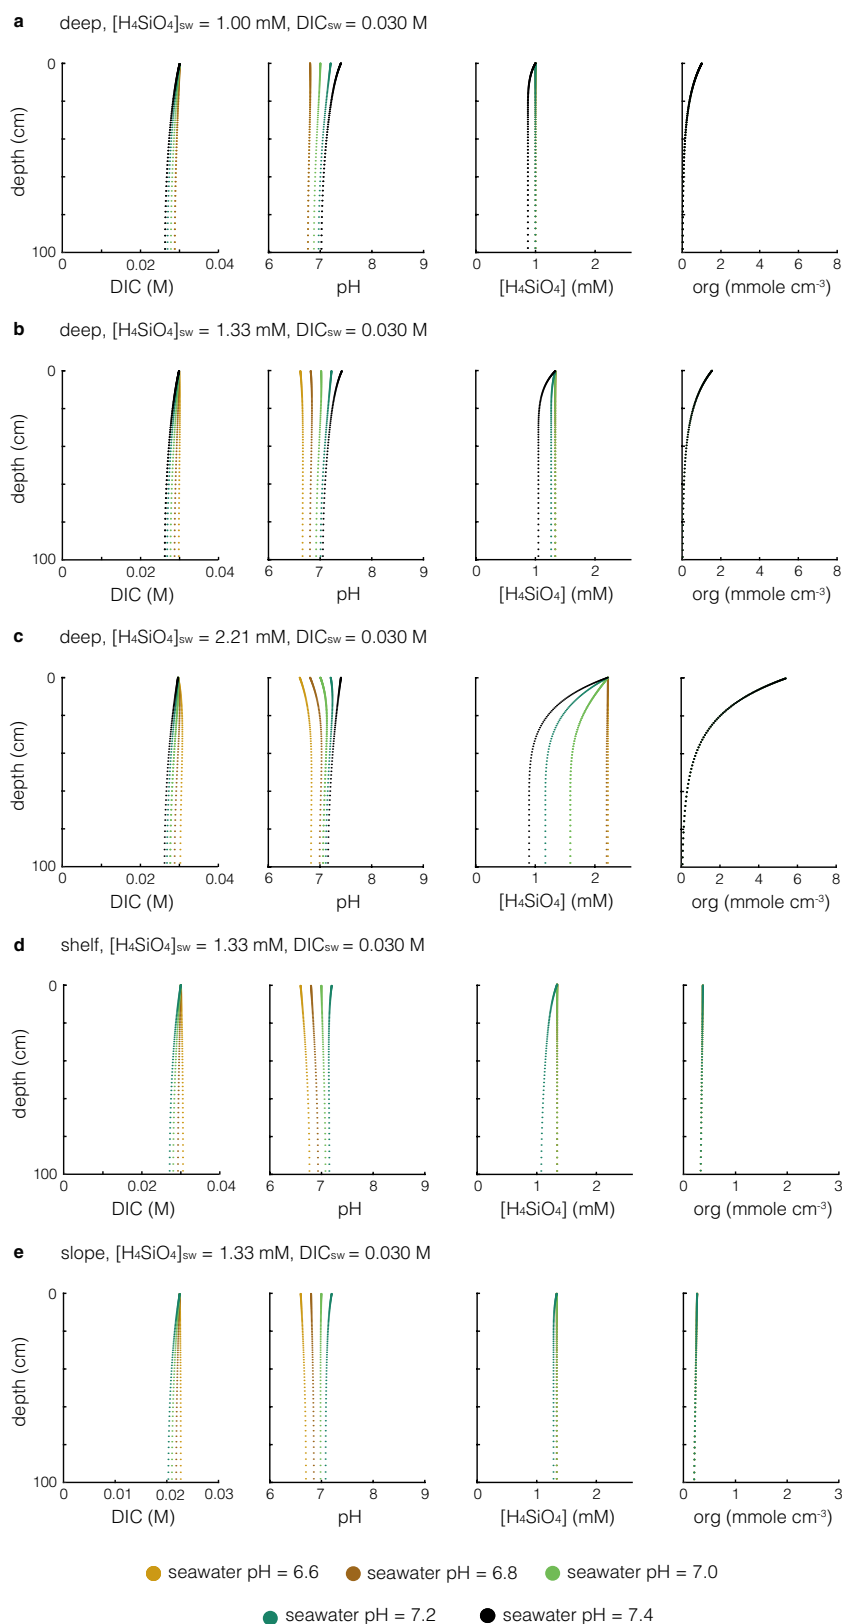 a deep, [H₄SiO₄]sw = 1.00 mM, DICsw = 0.030 M
depth (cm)
0
100
0 0.02 0.04
DIC (M)
6 7 8 9
pH
0 1 2
[H₄SiO₄] (mM)
0 2 4 6 8
org (mmole cm⁻³)
b deep, [H₄SiO₄]sw = 1.33 mM, DICsw = 0.030 M
depth (cm)
0
100
0 0.02 0.04
DIC (M)
6 7 8 9
pH
0 1 2
[H₄SiO₄] (mM)
0 2 4 6 8
org (mmole cm⁻³)
c deep, [H₄SiO₄]sw = 2.21 mM, DICsw = 0.030 M
depth (cm)
0
100
0 0.02 0.04
DIC (M)
6 7 8 9
pH
0 1 2
[H₄SiO₄] (mM)
0 2 4 6 8
org (mmole cm⁻³)
d shelf, [H₄SiO₄]sw = 1.33 mM, DICsw = 0.030 M
depth (cm)
0
100
0 0.02 0.04
DIC (M)
6 7 8 9
pH
0 1 2
[H₄SiO₄] (mM)
0 1 2 3
org (mmole cm⁻³)
e slope, [H₄SiO₄]sw = 1.33 mM, DICsw = 0.030 M
depth (cm)
0
100
0 0.01 0.02 0.03
DIC (M)
6 7 8 9
pH
0 1 2
[H₄SiO₄] (mM)
0 1 2 3
org (mmole cm⁻³)
seawater pH = 6.6 seawater pH = 6.8 seawater pH = 7.0
seawater pH = 7.2 seawater pH = 7.4